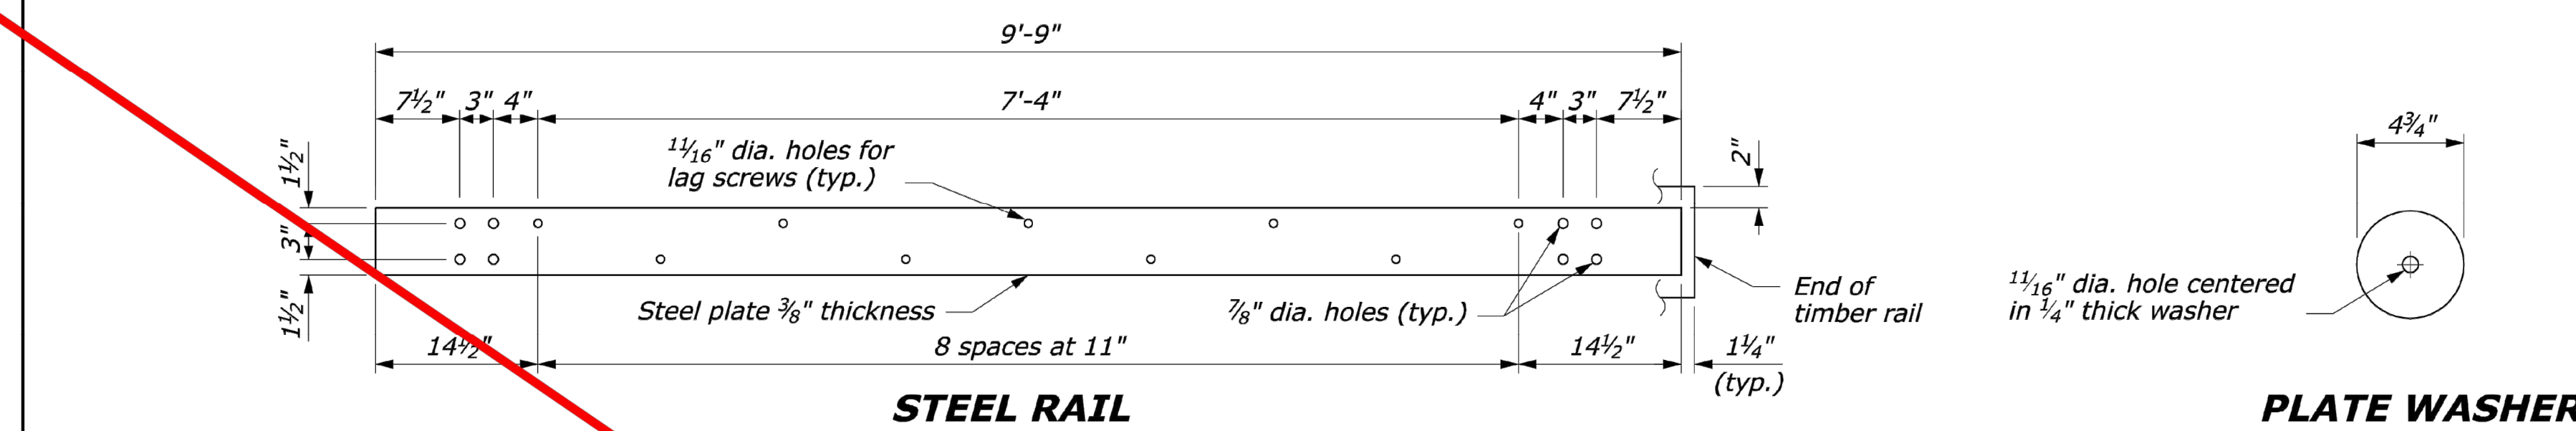 9'-9"
7½" 3" 4" 7'-4" 4" 3" 7½"
4¾"
1½"
2"
11/16" dia. holes for
lag screws (typ.)
3"
1½"
Steel plate ⅜" thickness
⅞" dia. holes (typ.)
End of
timber rail
11/16" dia. hole centered
in ¼" thick washer
14½" 8 spaces at 11" 14½" 1¼"
(typ.)
STEEL RAIL
PLATE WASHER